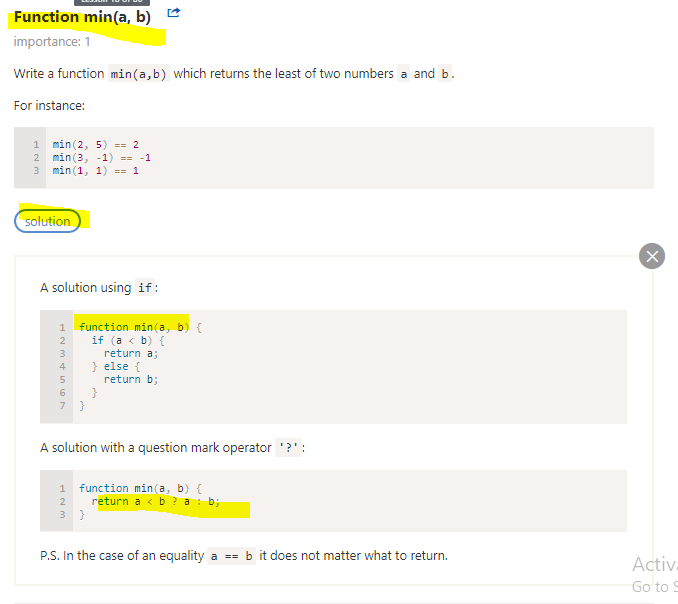 Function min(a, b)
importance: 1
Write a function min(a,b) which returns the least of two numbers a and b.
For instance:
1 min(2, 5) == 2
2 min(3, -1) == -1
3 min(1, 1) == 1
solution
A solution using if:
1 function min(a, b) {
2 if (a < b) {
3 return a;
4 } else {
5 return b;
6 }
7 }
A solution with a question mark operator '?':
1 function min(a, b) {
2 return a < b ? a : b;
3 }
P.S. In the case of an equality a == b it does not matter what to return.
Activ
Go to S